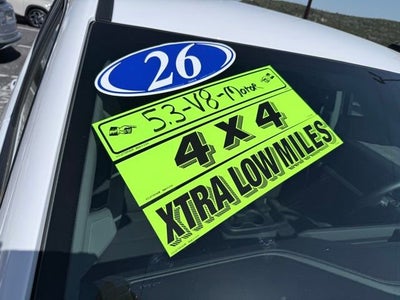 26
5.3-V8-Motor
4x4
XTRA LOW MILES